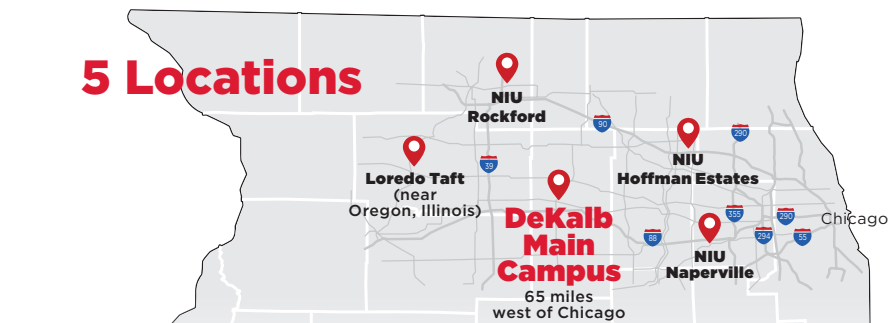 5 Locations
NIU
Rockford
90
290
NIU
Hoffman Estates
39
Loredo Taft
(near
Oregon, Illinois)
DeKalb
Main
Campus
65 miles
west of Chicago
88
355
290
Chicago
294
55
NIU
Naperville